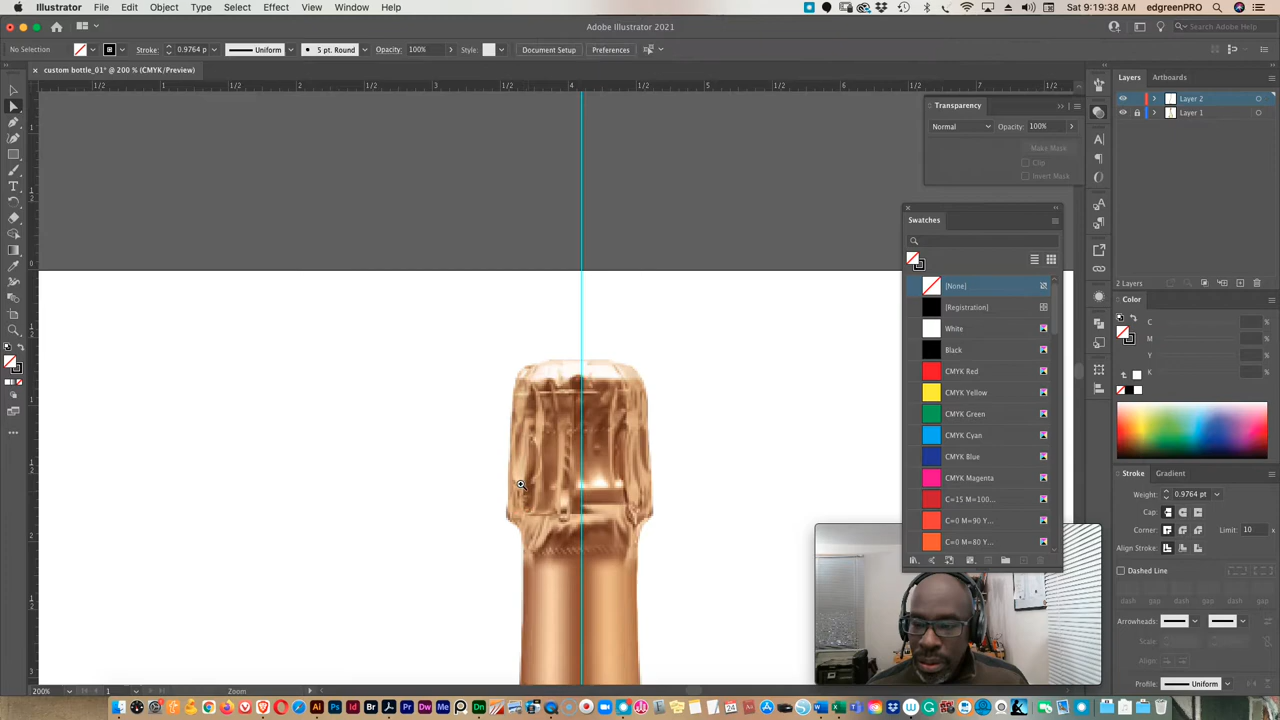 Illustrator File Edit Object Type Select Effect View Window Help
9:19:38 AM edgreenPRO
Adobe Illustrator 2021
Search Adobe Help
No Selection Stroke: 0.9764 pt Uniform 5 pt. Round Opacity: 100% Style: Document Setup Preferences
custom bottle_01* @ 200 % (CMYK/Preview)
Layers Artboards
Layer 2
Layer 1
2 Layers
Transparency
Normal Opacity: 100%
Make Mask
Clip
Invert Mask
Swatches
[None]
[Registration]
White
Black
CMYK Red
CMYK Yellow
CMYK Green
CMYK Cyan
CMYK Blue
CMYK Magenta
C=15 M=100...
C=0 M=90 Y...
C=0 M=80 Y...
Color
C
M
Y
K
Stroke Gradient
Weight: 0.9764 pt
Cap:
Corner: Limit: 10
Align Stroke:
Dashed Line
dash gap dash gap dash gap
Arrowheads:
Scale:
Align:
Profile: Uniform
200% 1 Zoom